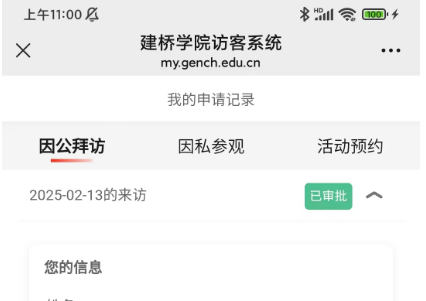 上午11:00
HD 100
建桥学院访客系统
my.gench.edu.cn
我的申请记录
因公拜访 因私参观 活动预约
2025-02-13的来访 已审批
您的信息